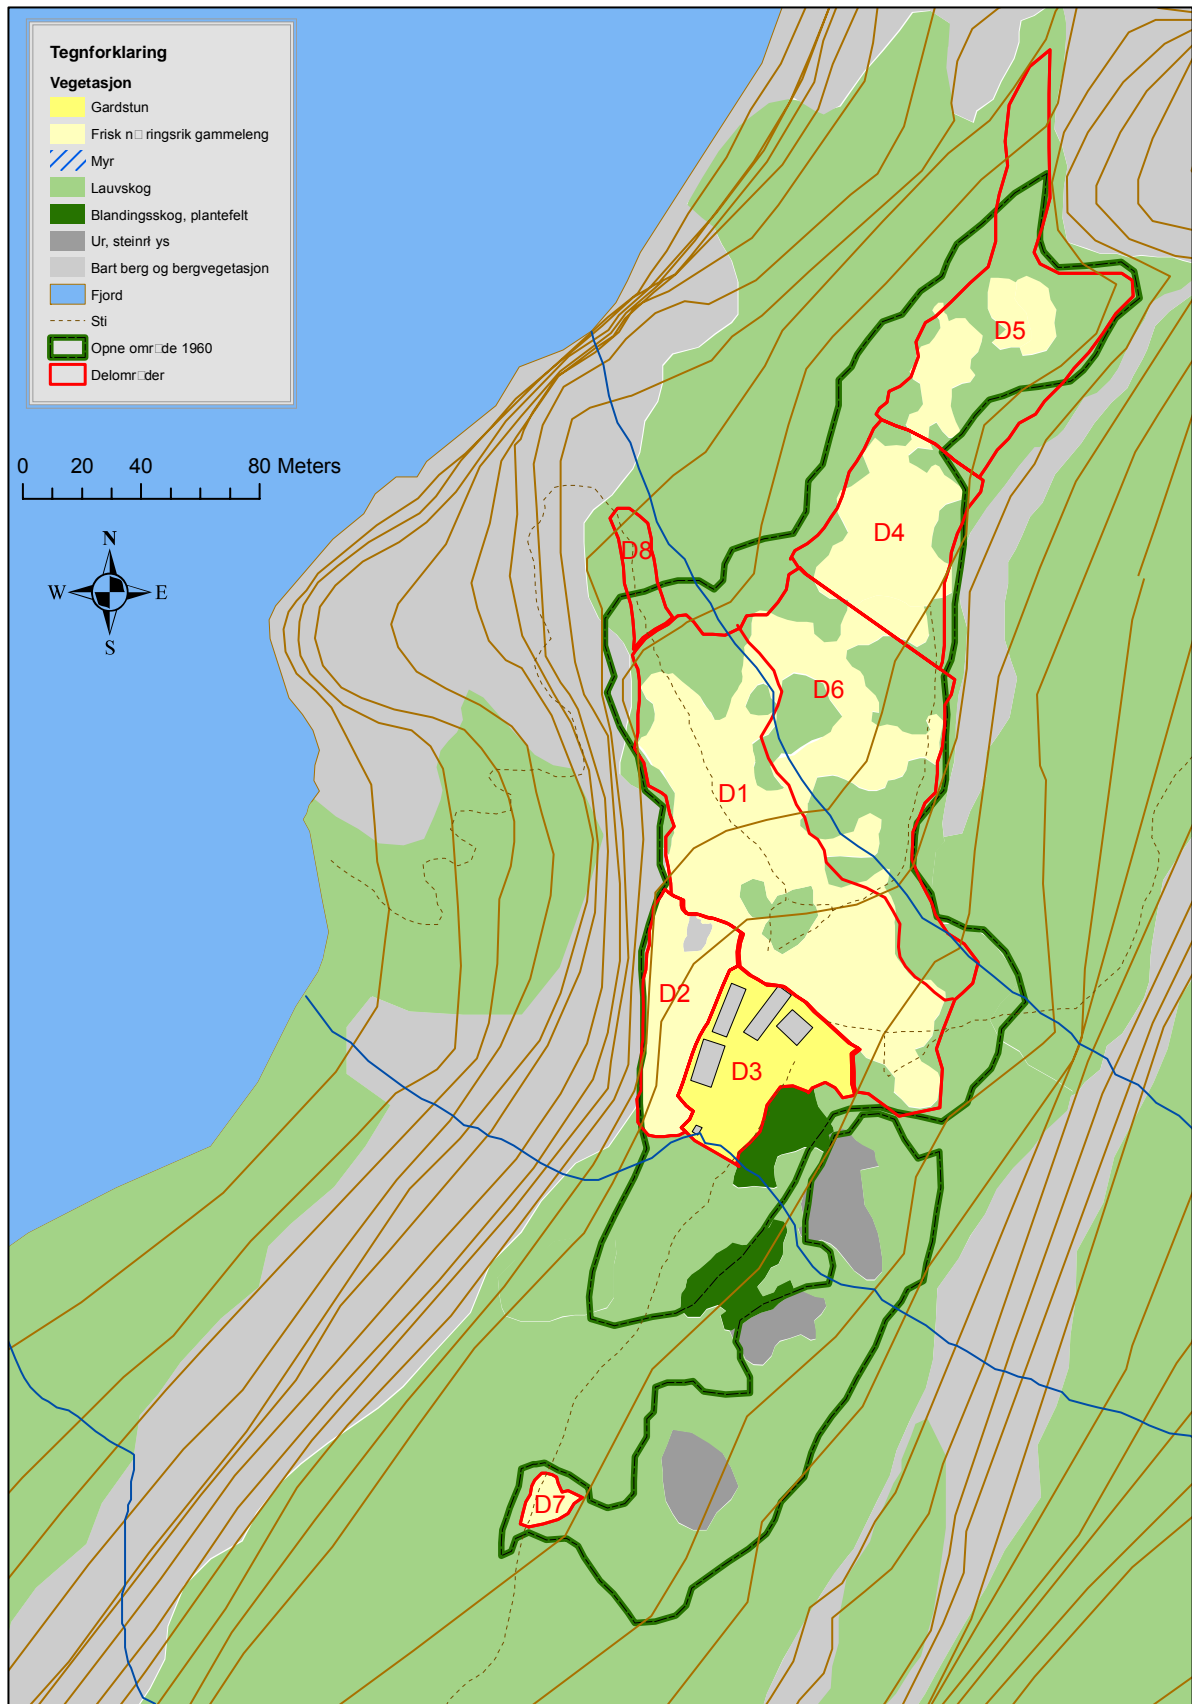 Tegnforklaring
Vegetasjon
Gardstun
Frisk n□ringsrik gammeleng
Myr
Lauvskog
Blandingsskog, plantefelt
Ur, steinrł ys
Bart berg og bergvegetasjon
Fjord
Sti
Opne omr□de 1960
Delomr□der
0 20 40 80 Meters
N
W E
S
D5
D4
D8
D6
D1
D2
D3
D7